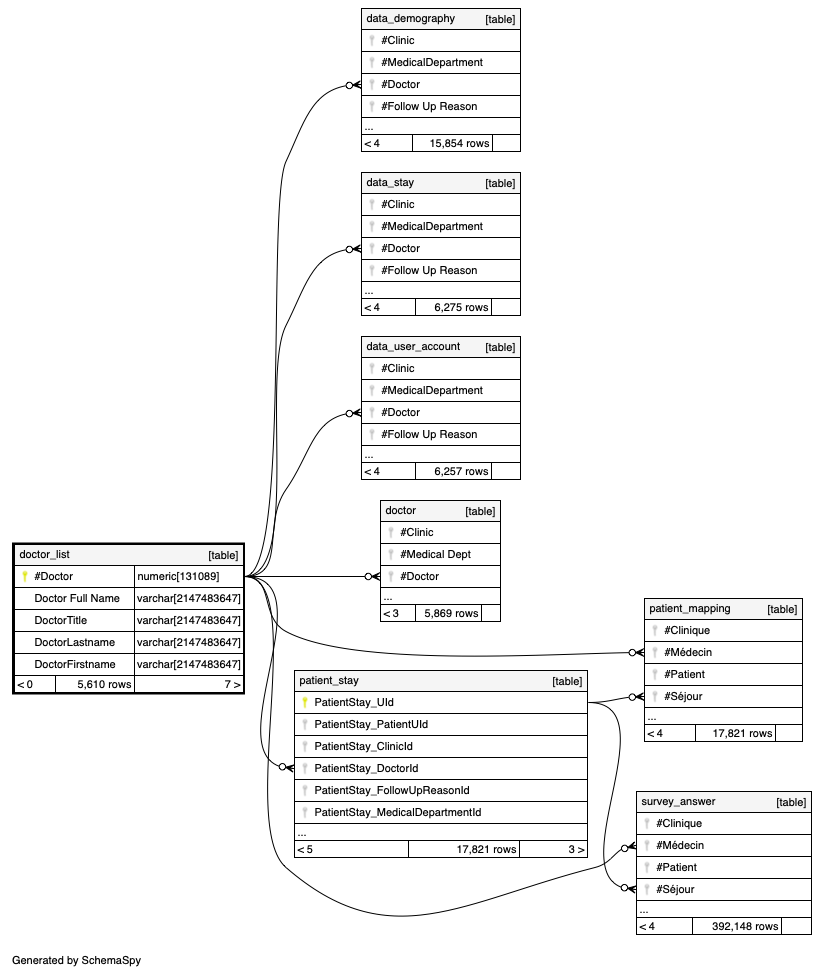 data_demography [table]
#Clinic
#MedicalDepartment
#Doctor
#Follow Up Reason
...
< 4 15,854 rows
data_stay [table]
#Clinic
#MedicalDepartment
#Doctor
#Follow Up Reason
...
< 4 6,275 rows
data_user_account [table]
#Clinic
#MedicalDepartment
#Doctor
#Follow Up Reason
...
< 4 6,257 rows
doctor [table]
#Clinic
#Medical Dept
#Doctor
...
< 3 5,869 rows
doctor_list [table]
#Doctor numeric[131089]
Doctor Full Name varchar[2147483647]
DoctorTitle varchar[2147483647]
DoctorLastname varchar[2147483647]
DoctorFirstname varchar[2147483647]
< 0 5,610 rows 7 >
patient_mapping [table]
#Clinique
#Médecin
#Patient
#Séjour
...
< 4 17,821 rows
patient_stay [table]
PatientStay_UId
PatientStay_PatientUId
PatientStay_ClinicId
PatientStay_DoctorId
PatientStay_FollowUpReasonId
PatientStay_MedicalDepartmentId
...
< 5 17,821 rows 3 >
survey_answer [table]
#Clinique
#Médecin
#Patient
#Séjour
...
< 4 392,148 rows
Generated by SchemaSpy